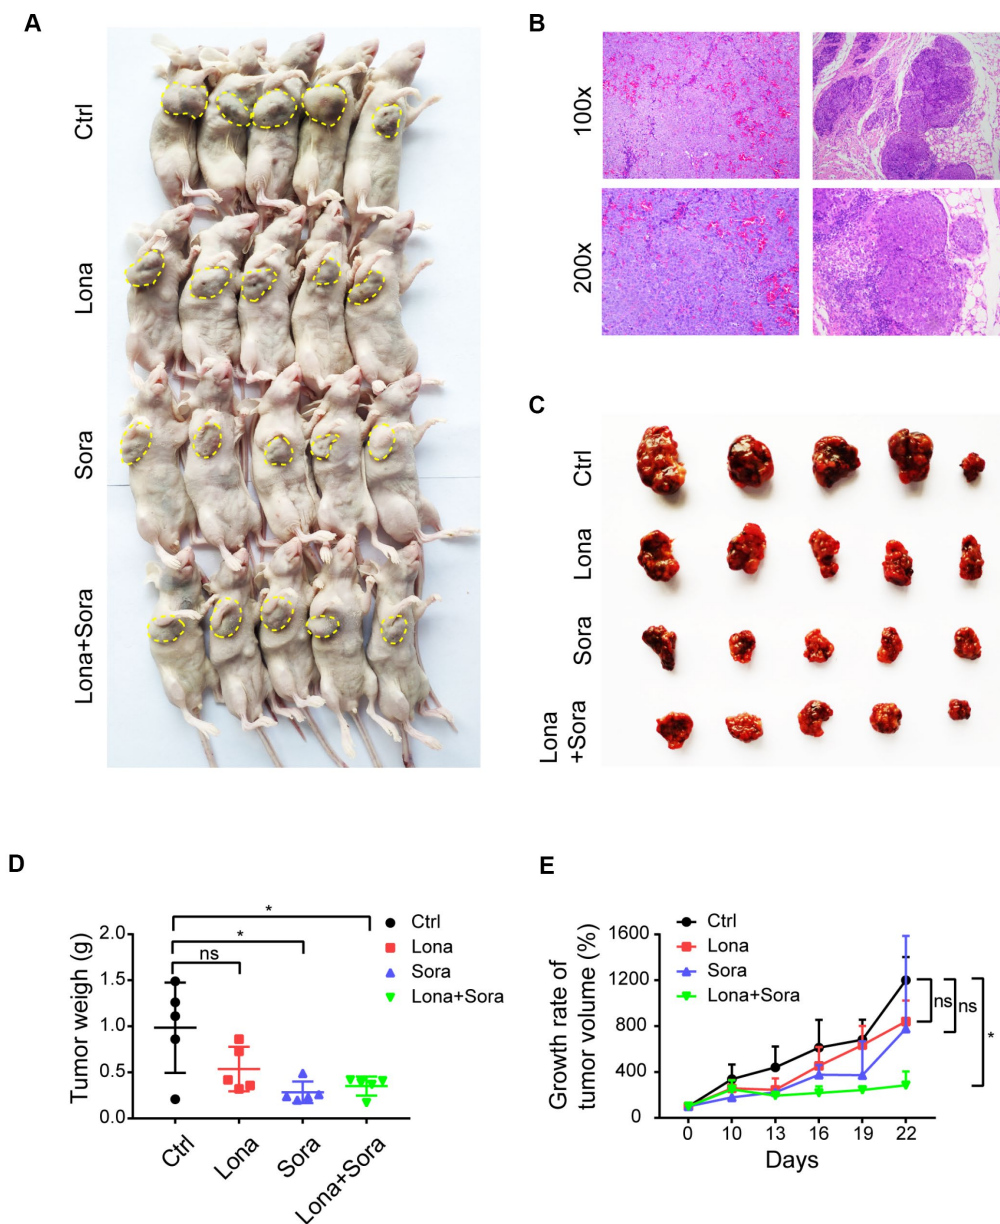 A
Ctrl
Lona
Sora
Lona+Sora
B
100x
200x
C
Ctrl
Lona
Sora
Lona
+Sora
D
Tumor weigh (g)
2.0
1.5
1.0
0.5
0.0
ns
*
*
Ctrl
Lona
Sora
Lona+Sora
Ctrl
Lona
Sora
Lona+Sora
E
Growth rate of
tumor volume (%)
1600
1200
800
400
0
Ctrl
Lona
Sora
Lona+Sora
ns
ns
*
0 10 13 16 19 22
Days